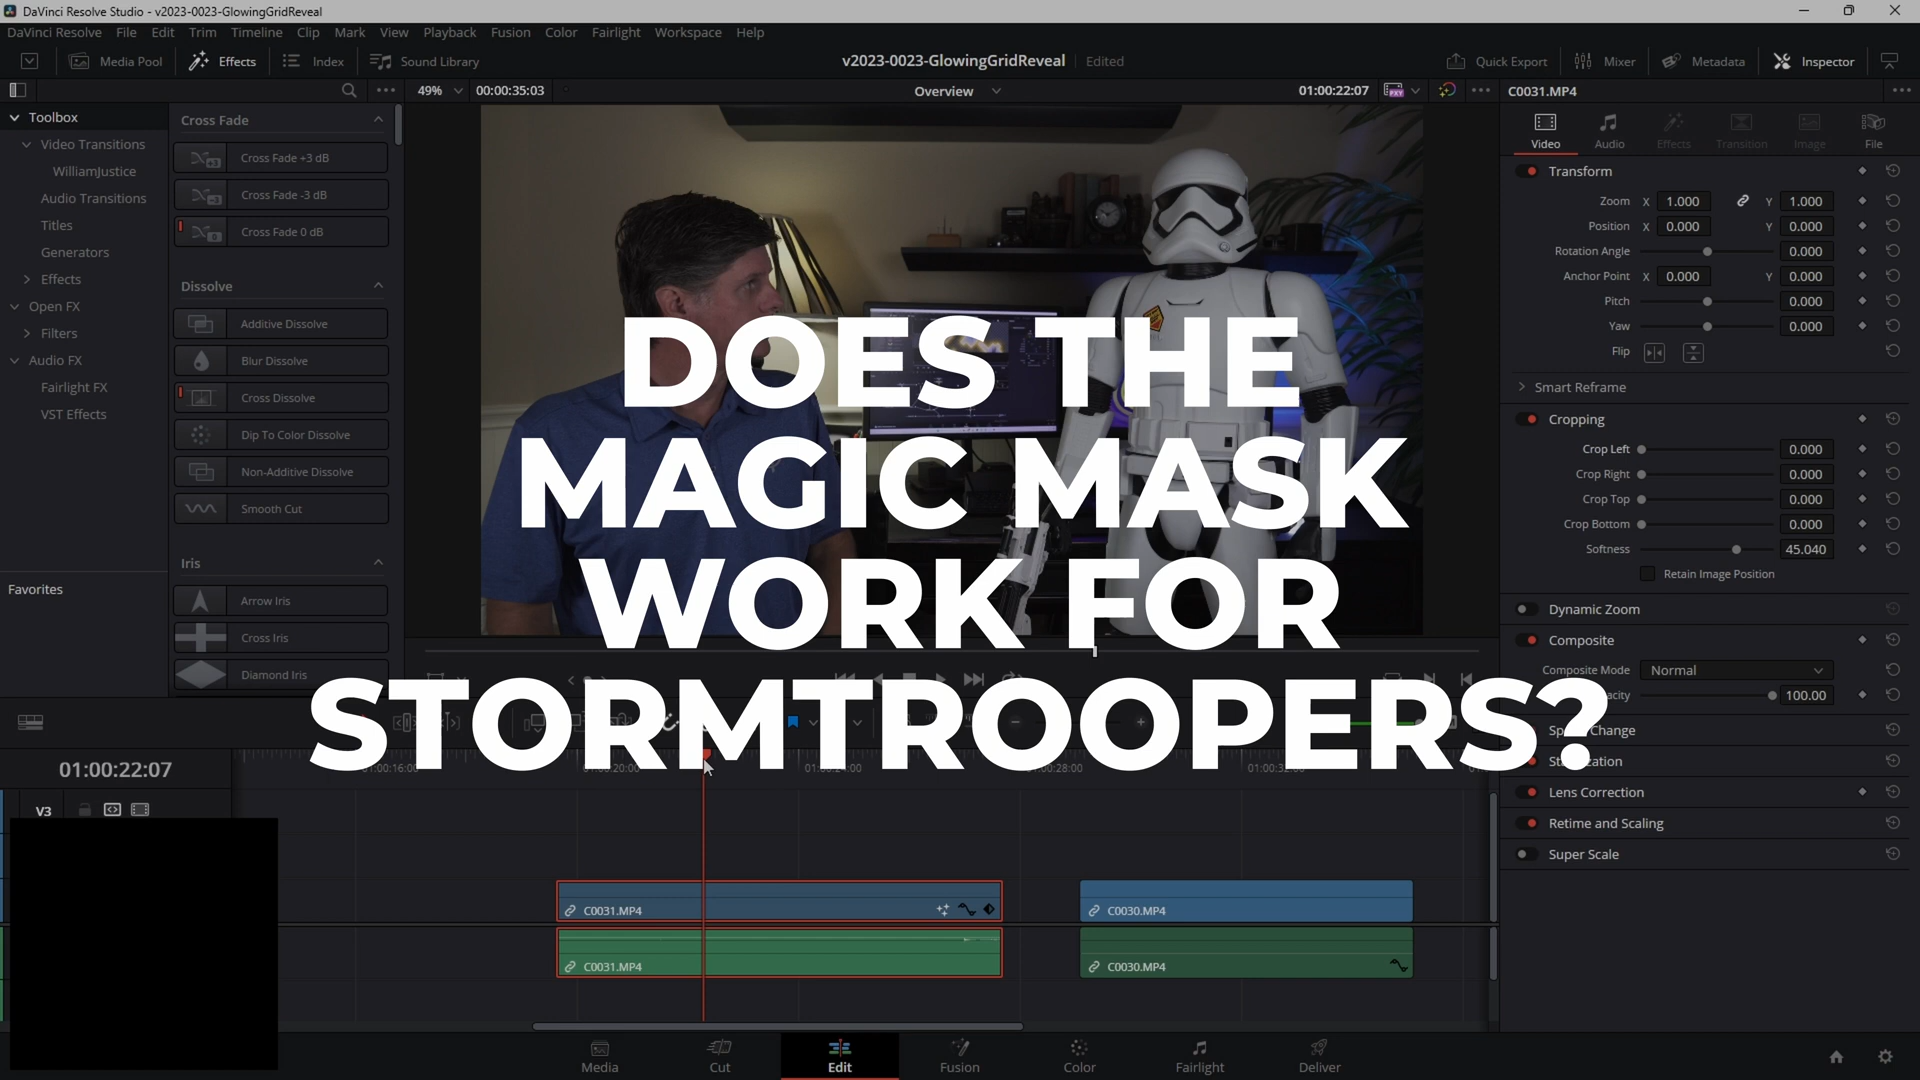 DaVinci Resolve Studio - v2023-0023-GlowingGridReveal
DaVinci Resolve File Edit Trim Timeline Clip Mark View Playback Fusion Color Fairlight Workspace Help
Media Pool Effects Index Sound Library v2023-0023-GlowingGridReveal Edited Quick Export Mixer Metadata Inspector
49% 00:00:35:03 Overview 01:00:22:07 C0031.MP4
Toolbox
Video Transitions
WilliamJustice
Audio Transitions
Titles
Generators
Effects
Open FX
Filters
Audio FX
Fairlight FX
VST Effects
Favorites
Cross Fade
+3 Cross Fade +3 dB
-3 Cross Fade -3 dB
0 Cross Fade 0 dB
Dissolve
Additive Dissolve
Blur Dissolve
Cross Dissolve
Dip To Color Dissolve
Non-Additive Dissolve
Smooth Cut
Iris
Arrow Iris
Cross Iris
Diamond Iris
DOES THE
MAGIC MASK
WORK FOR
STORMTROOPERS?
Video Audio Effects Transition Image File
Transform
Zoom X 1.000 Y 1.000
Position X 0.000 Y 0.000
Rotation Angle 0.000
Anchor Point X 0.000 Y 0.000
Pitch 0.000
Yaw 0.000
Flip
Smart Reframe
Cropping
Crop Left 0.000
Crop Right 0.000
Crop Top 0.000
Crop Bottom 0.000
Softness 45.040
Retain Image Position
Dynamic Zoom
Composite
Composite Mode Normal
100.00
Change
Lens Correction
Retime and Scaling
Super Scale
01:00:22:07
V3
C0031.MP4 C0030.MP4
C0031.MP4 C0030.MP4
Media Cut Edit Fusion Color Fairlight Deliver